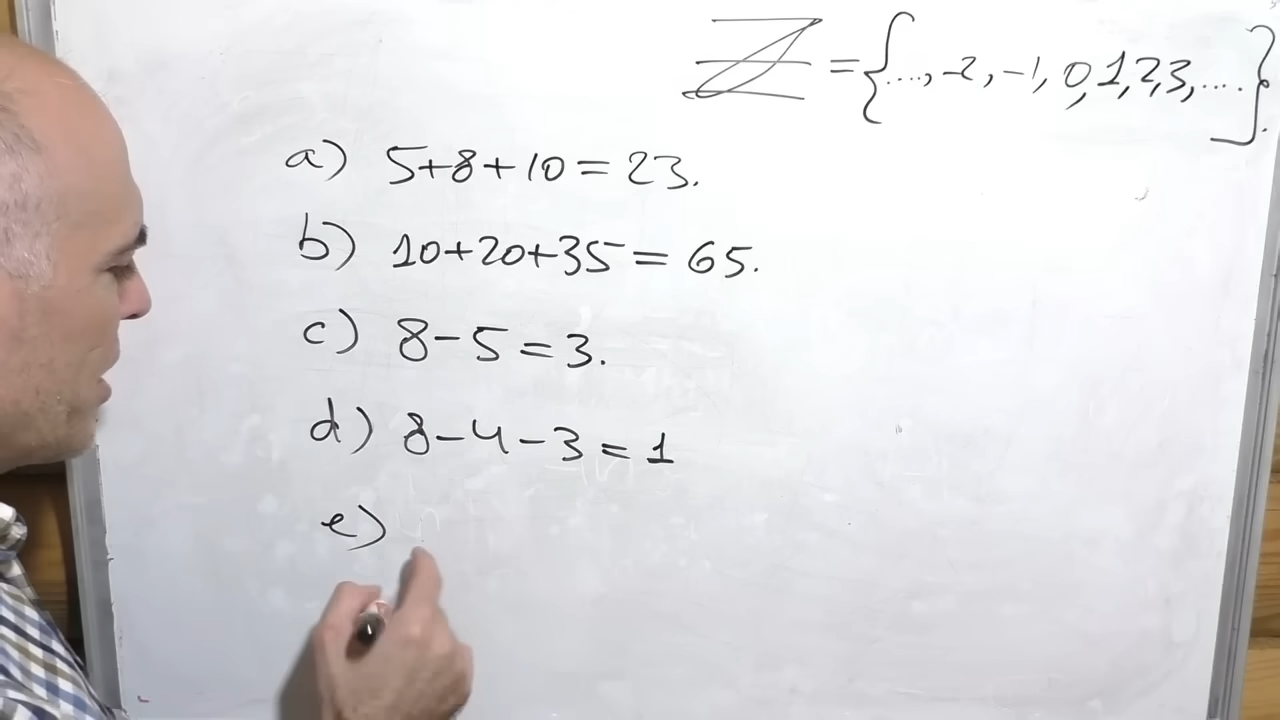 ℤ = {..., -2, -1, 0, 1, 2, 3, ....}.
a) 5+8+10 = 23.
b) 10+20+35 = 65.
c) 8-5 = 3.
d) 8-4-3 = 1
e)